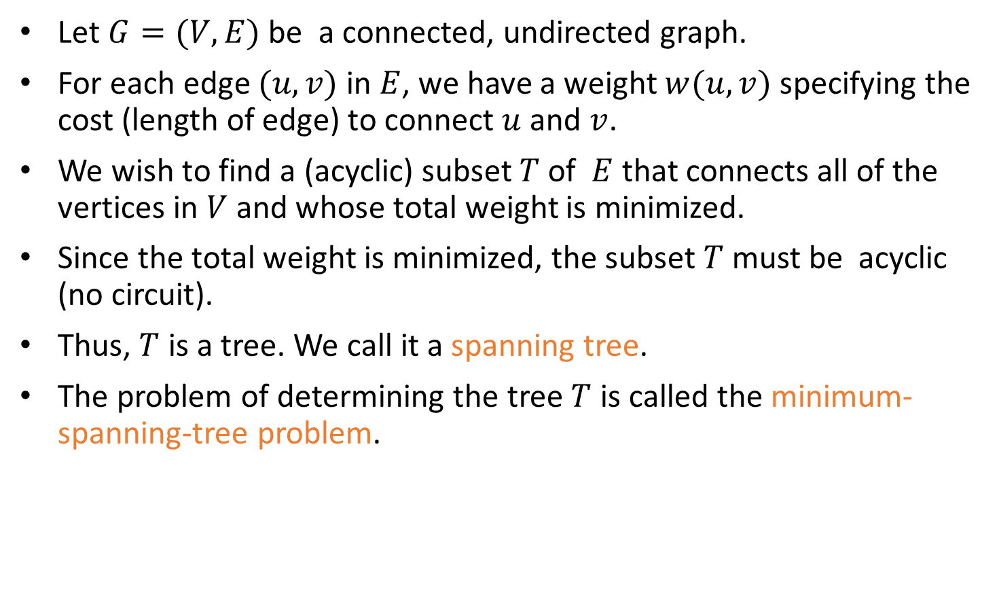 • Let G = (V, E) be a connected, undirected graph.
• For each edge (u, v) in E, we have a weight w(u, v) specifying the
cost (length of edge) to connect u and v.
• We wish to find a (acyclic) subset T of E that connects all of the
vertices in V and whose total weight is minimized.
• Since the total weight is minimized, the subset T must be acyclic
(no circuit).
• Thus, T is a tree. We call it a spanning tree.
• The problem of determining the tree T is called the minimum-
spanning-tree problem.